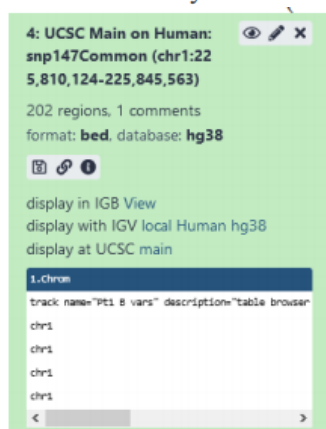 4: UCSC Main on Human:
snp147Common (chr1:22
5,810,124-225,845,563)
202 regions, 1 comments
format: bed, database: hg38
display in IGB View
display with IGV local Human hg38
display at UCSC main
1.Chrom
track name="Pt1 B vars" description="table browser
chr1
chr1
chr1
chr1